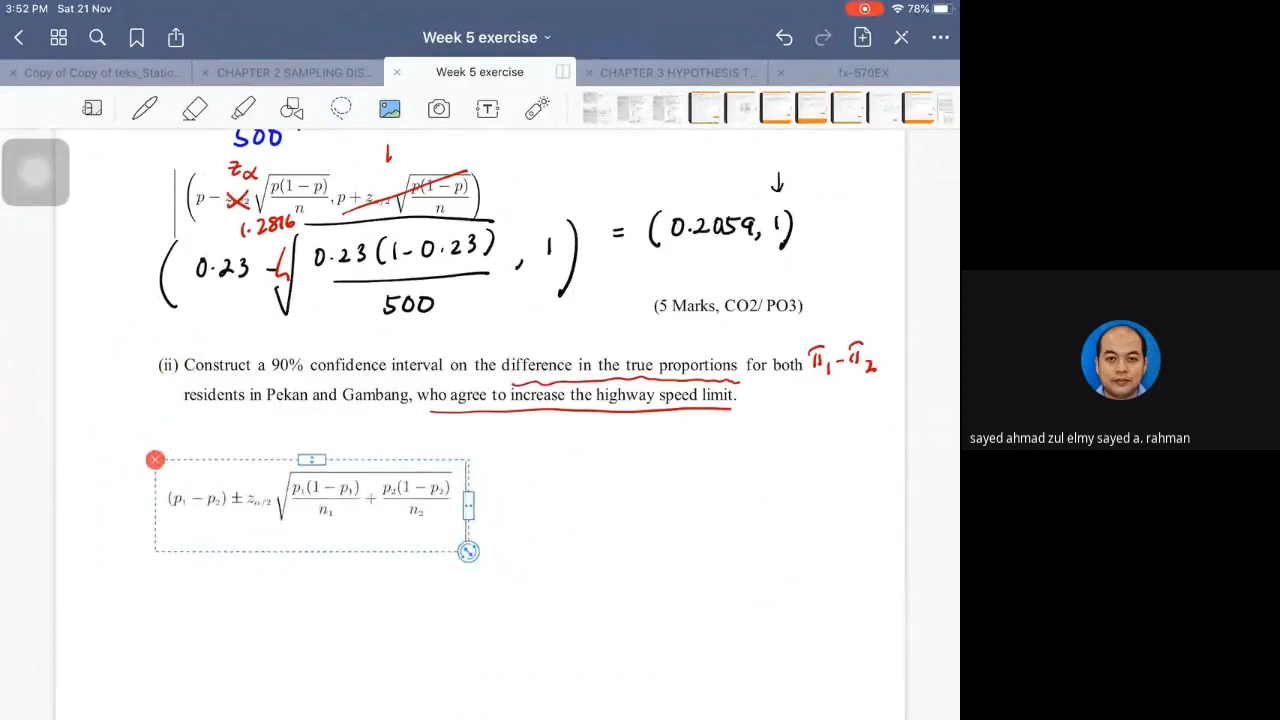 3:52 PM Sat 21 Nov
78%
Week 5 exercise
Copy of Copy of teks_Static...
CHAPTER 2 SAMPLING DIS...
Week 5 exercise
CHAPTER 3 HYPOTHESIS T...
fx-570EX
500
zα
(p − zα/2 √(p(1 − p)/n), p + zα/2 √(p(1 − p)/n))
1.2816
(0.23 − √(0.23(1-0.23)/500), 1) = (0.2059, 1)
(5 Marks, CO2/ PO3)
(ii) Construct a 90% confidence interval on the difference in the true proportions for both π1-π2
residents in Pekan and Gambang, who agree to increase the highway speed limit.
(p1 − p2) ± zα/2 √(p1(1 − p1)/n1 + p2(1 − p2)/n2)
sayed ahmad zul elmy sayed a. rahman